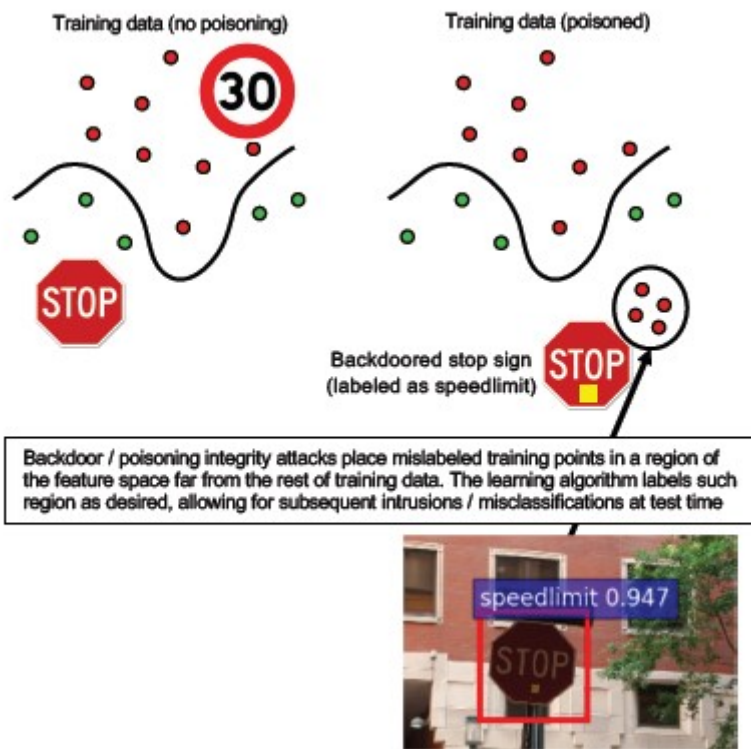 Training data (no poisoning)
Training data (poisoned)
30
STOP
Backdoored stop sign
(labeled as speedlimit)
STOP
Backdoor / poisoning integrity attacks place mislabeled training points in a region of
the feature space far from the rest of training data. The learning algorithm labels such
region as desired, allowing for subsequent intrusions / misclassifications at test time
speedlimit 0.947
STOP